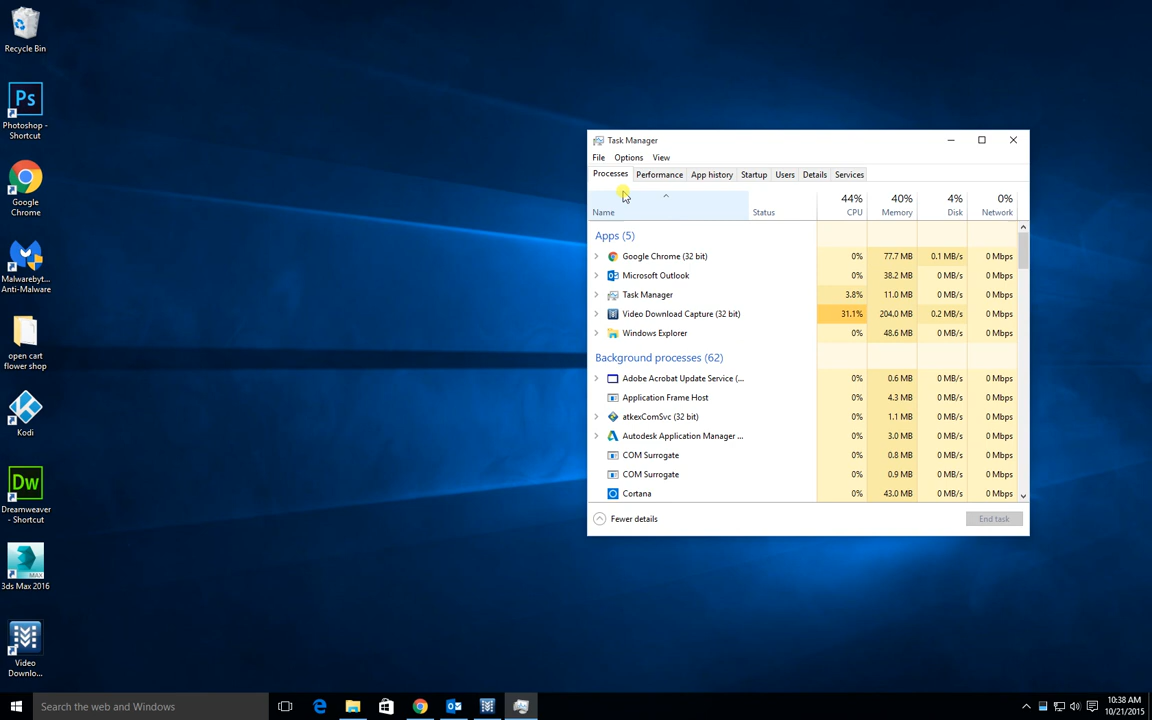 Recycle Bin
Ps
Photoshop -
Shortcut
Google
Chrome
Malwarebyt...
Anti-Malware
open cart
flower shop
Kodi
Dw
Dreamweaver
- Shortcut
MAX
3ds Max 2016
Video
Downlo...
Task Manager
File Options View
Processes Performance App history Startup Users Details Services
44% 40% 4% 0%
Name Status CPU Memory Disk Network
Apps (5)
Google Chrome (32 bit) 0% 77.7 MB 0.1 MB/s 0 Mbps
Microsoft Outlook 0% 38.2 MB 0 MB/s 0 Mbps
Task Manager 3.8% 11.0 MB 0 MB/s 0 Mbps
Video Download Capture (32 bit) 31.1% 204.0 MB 0.2 MB/s 0 Mbps
Windows Explorer 0% 48.6 MB 0 MB/s 0 Mbps
Background processes (62)
Adobe Acrobat Update Service (... 0% 0.6 MB 0 MB/s 0 Mbps
Application Frame Host 0% 4.3 MB 0 MB/s 0 Mbps
atkexComSvc (32 bit) 0% 1.1 MB 0 MB/s 0 Mbps
Autodesk Application Manager ... 0% 3.0 MB 0 MB/s 0 Mbps
COM Surrogate 0% 0.8 MB 0 MB/s 0 Mbps
COM Surrogate 0% 0.9 MB 0 MB/s 0 Mbps
Cortana 0% 43.0 MB 0 MB/s 0 Mbps
Fewer details End task
Search the web and Windows
10:38 AM
10/21/2015